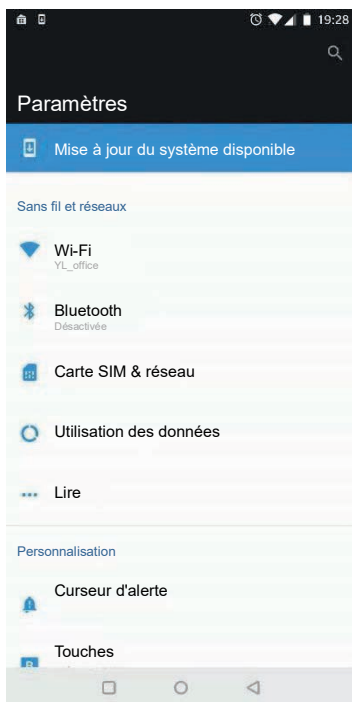 19:28
Paramètres
Mise à jour du système disponible
Sans fil et réseaux
Wi-Fi
YL_office
Bluetooth
Désactivée
Carte SIM & réseau
Utilisation des données
Lire
Personnalisation
Curseur d'alerte
Touches